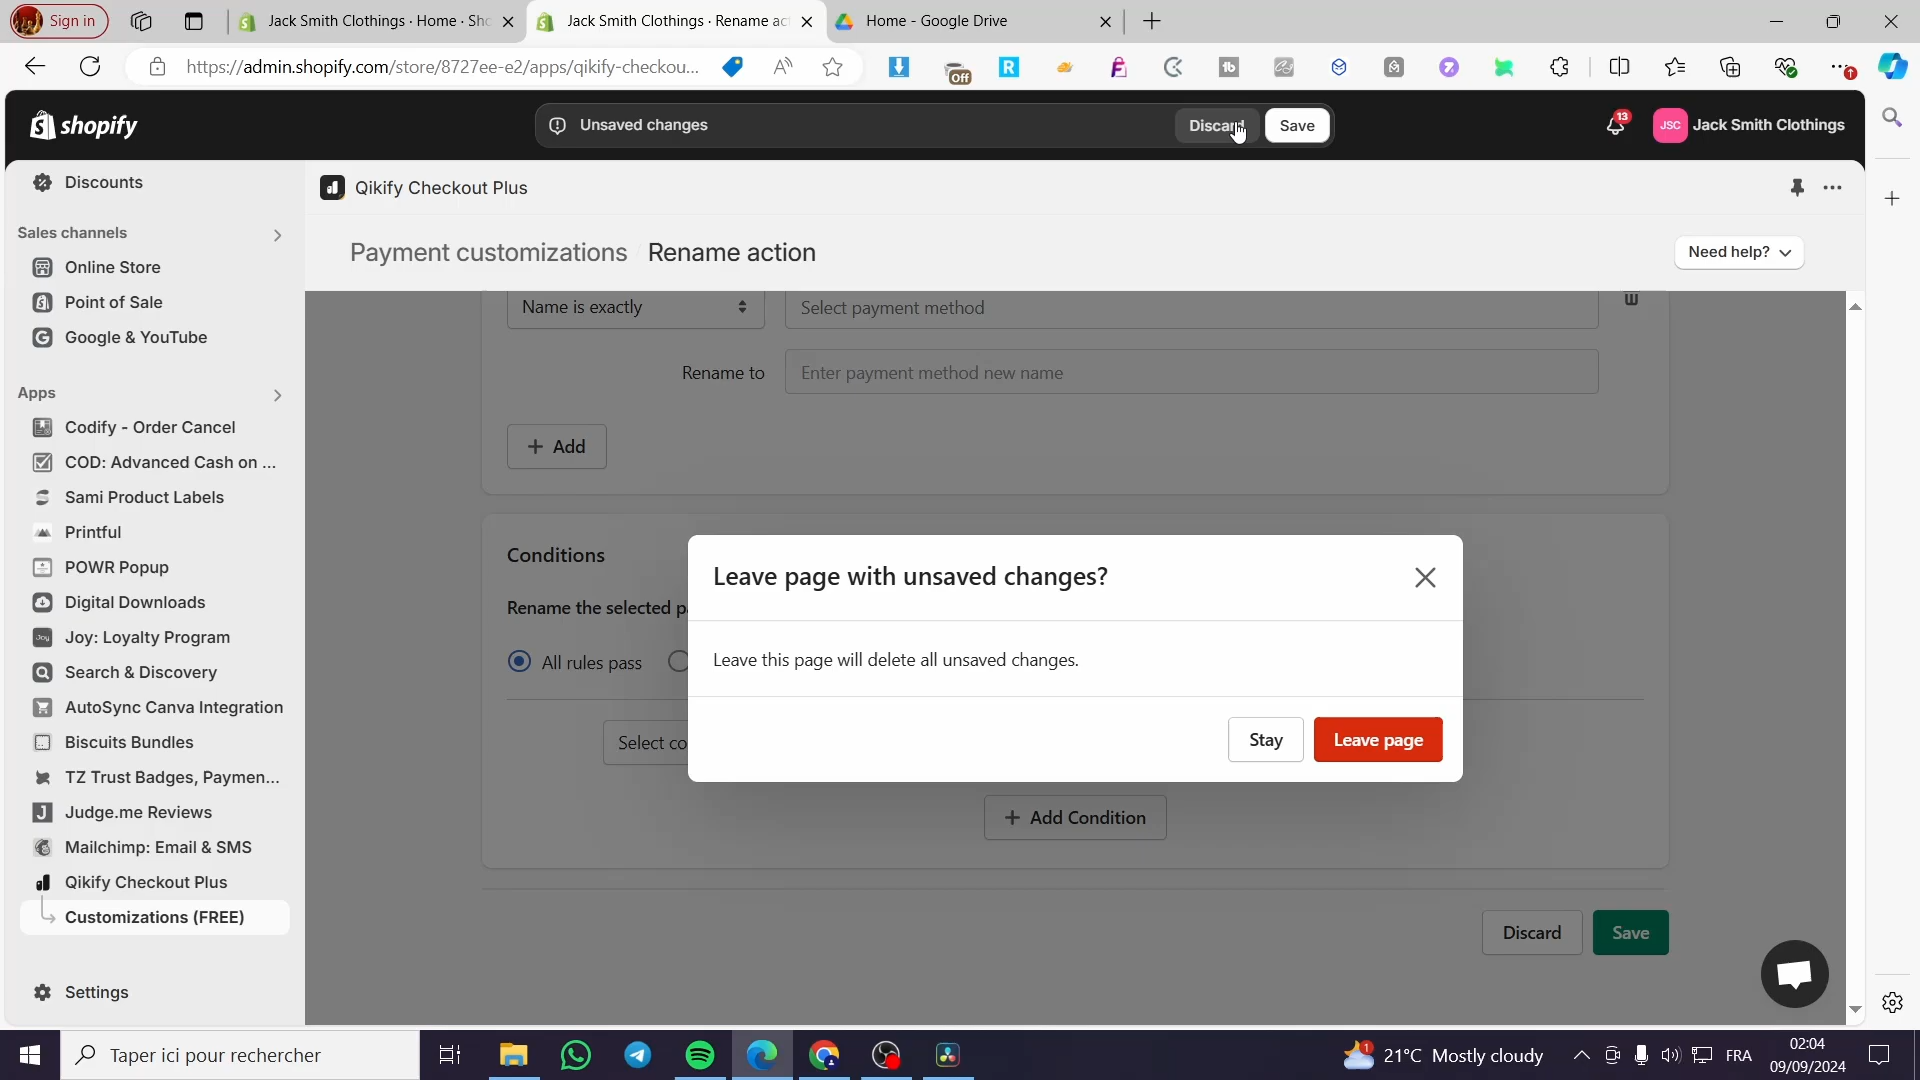 Sign in
Jack Smith Clothings · Home · Sho
Jack Smith Clothings · Rename ac
Home - Google Drive
https://admin.shopify.com/store/8727ee-e2/apps/qikify-checkou...
Off
shopify
Unsaved changes
Discard
Save
13
JSC
Jack Smith Clothings
Discounts
Sales channels
Online Store
Point of Sale
Google & YouTube
Apps
Codify - Order Cancel
COD: Advanced Cash on ...
Sami Product Labels
Printful
POWR Popup
Digital Downloads
Joy: Loyalty Program
Search & Discovery
AutoSync Canva Integration
Biscuits Bundles
TZ Trust Badges, Paymen...
Judge.me Reviews
Mailchimp: Email & SMS
Qikify Checkout Plus
Customizations (FREE)
Settings
Qikify Checkout Plus
Payment customizations Rename action
Need help?
Name is exactly
Select payment method
Rename to
Enter payment method new name
+ Add
Conditions
Rename the selected pa
All rules pass
Select co
Leave page with unsaved changes?
Leave this page will delete all unsaved changes.
Stay
Leave page
+ Add Condition
Discard
Save
Taper ici pour rechercher
1
21°C Mostly cloudy
FRA
02:04
09/09/2024